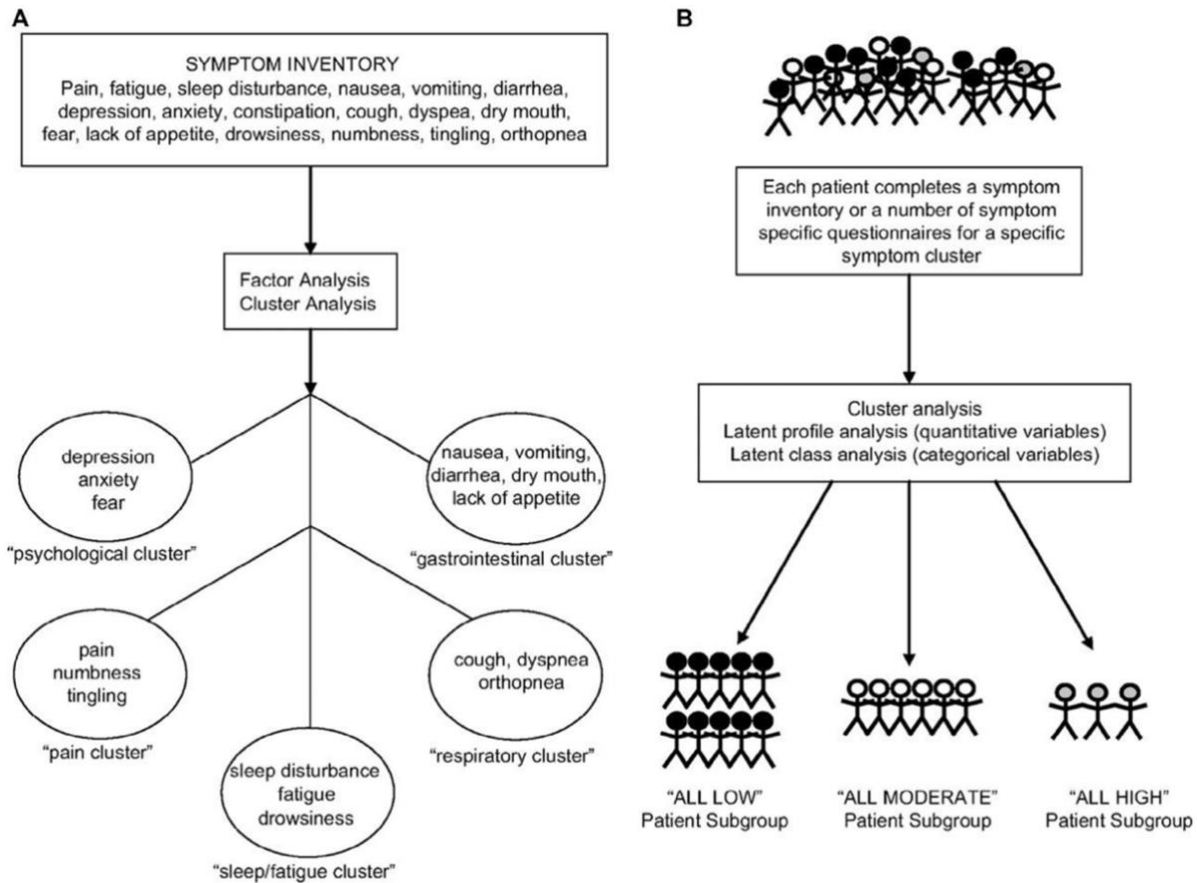 A
SYMPTOM INVENTORY
Pain, fatigue, sleep disturbance, nausea, vomiting, diarrhea,
depression, anxiety, constipation, cough, dyspea, dry mouth,
fear, lack of appetite, drowsiness, numbness, tingling, orthopnea
Factor Analysis
Cluster Analysis
depression
anxiety
fear
“psychological cluster”
nausea, vomiting,
diarrhea, dry mouth,
lack of appetite
“gastrointestinal cluster”
pain
numbness
tingling
“pain cluster”
cough, dyspnea
orthopnea
“respiratory cluster”
sleep disturbance
fatigue
drowsiness
“sleep/fatigue cluster”
B
Each patient completes a symptom
inventory or a number of symptom
specific questionnaires for a specific
symptom cluster
Cluster analysis
Latent profile analysis (quantitative variables)
Latent class analysis (categorical variables)
“ALL LOW”
Patient Subgroup
“ALL MODERATE”
Patient Subgroup
“ALL HIGH”
Patient Subgroup